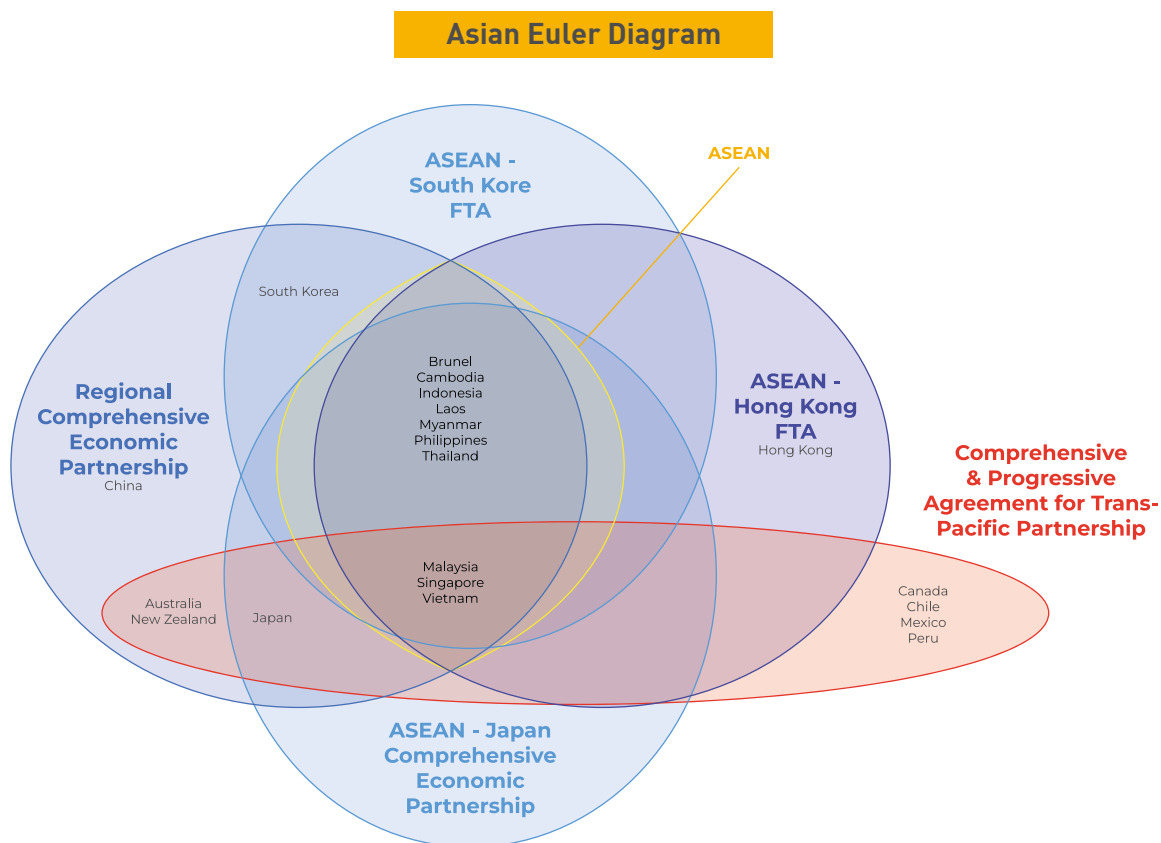 Asian Euler Diagram
ASEAN -
South Kore
FTA
ASEAN
South Korea
Brunel
Cambodia
Indonesia
Laos
Myanmar
Philippines
Thailand
Regional
Comprehensive
Economic
Partnership
China
ASEAN -
Hong Kong
FTA
Hong Kong
Comprehensive
& Progressive
Agreement for Trans-
Pacific Partnership
Malaysia
Singapore
Vietnam
Australia
New Zealand
Japan
Canada
Chile
Mexico
Peru
ASEAN - Japan
Comprehensive
Economic
Partnership